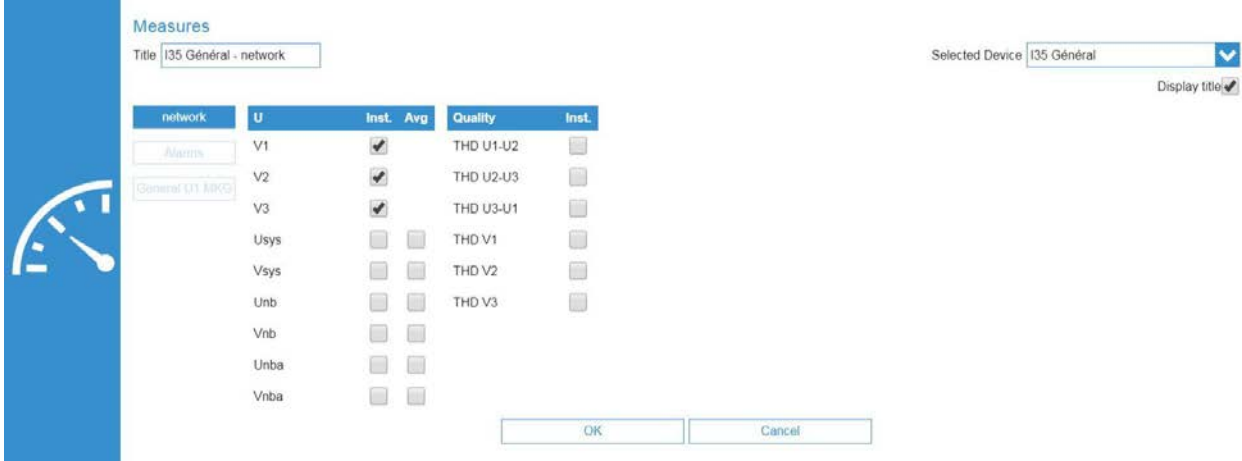 Measures
Title I35 Général - network
Selected Device I35 Général
Display title
network
Alarms
General U1 MKG
U Inst. Avg Quality Inst.
V1 THD U1-U2
V2 THD U2-U3
V3 THD U3-U1
Usys THD V1
Vsys THD V2
Unb THD V3
Vnb
Unba
Vnba
OK Cancel